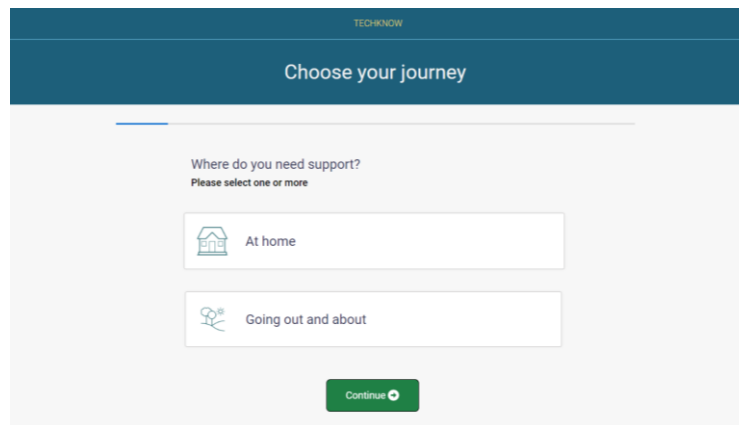 TECHKNOW
Choose your journey
Where do you need support?
Please select one or more
At home
Going out and about
Continue